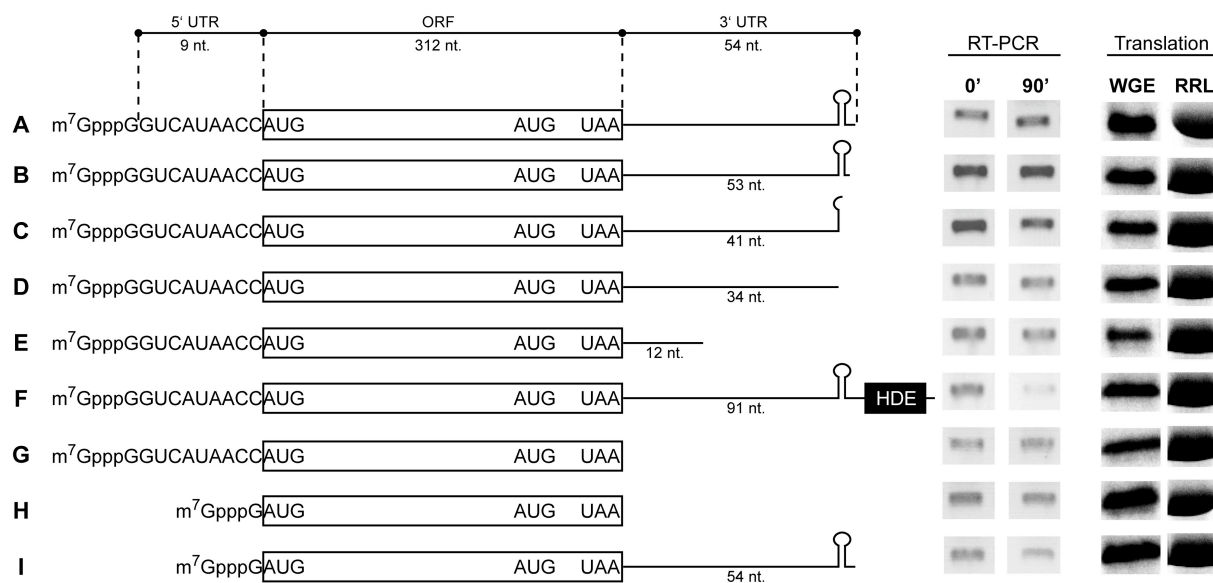 5' UTR ORF 3' UTR
9 nt. 312 nt. 54 nt.
RT-PCR Translation
0' 90' WGE RRL
A m⁷GpppGGUCAUAACCAUG AUG UAA
B m⁷GpppGGUCAUAACCAUG AUG UAA
53 nt.
C m⁷GpppGGUCAUAACCAUG AUG UAA
41 nt.
D m⁷GpppGGUCAUAACCAUG AUG UAA
34 nt.
E m⁷GpppGGUCAUAACCAUG AUG UAA
12 nt.
F m⁷GpppGGUCAUAACCAUG AUG UAA HDE
91 nt.
G m⁷GpppGGUCAUAACCAUG AUG UAA
H m⁷GpppGAUG AUG UAA
I m⁷GpppGAUG AUG UAA
54 nt.